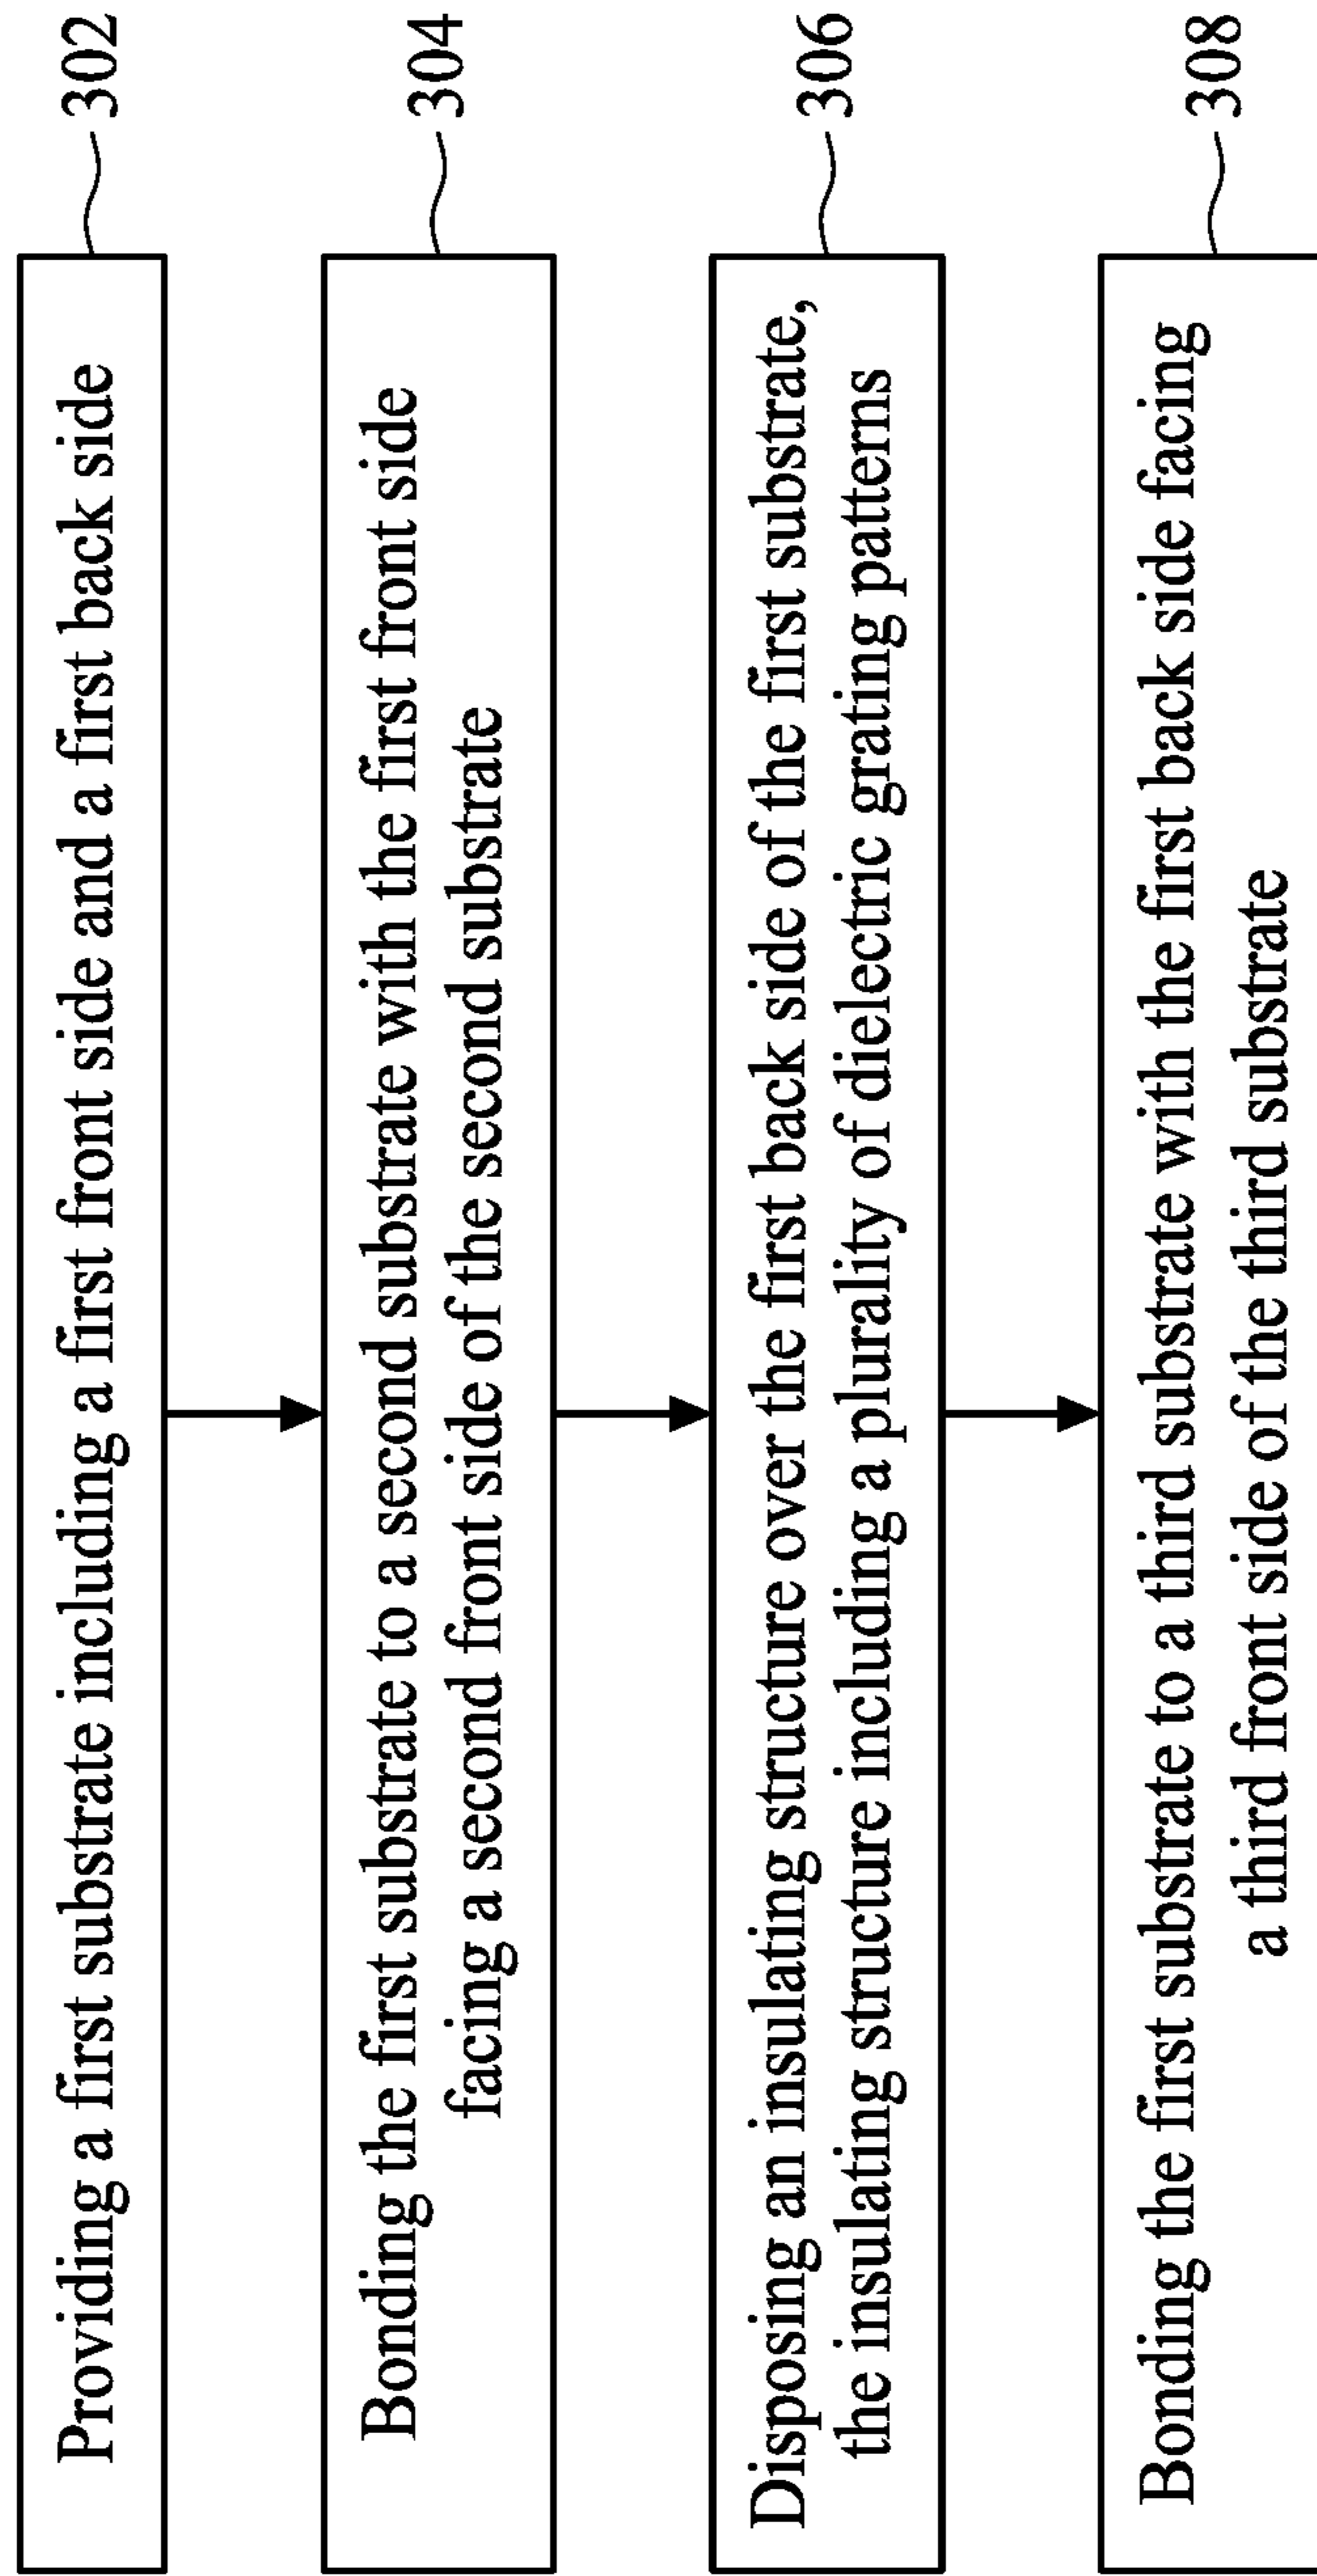 Providing a first substrate including a first front side and a first back side
302
Bonding the first substrate to a second substrate with the first front side
facing a second front side of the second substrate
304
Disposing an insulating structure over the first back side of the first substrate,
the insulating structure including a plurality of dielectric grating patterns
306
Bonding the first substrate to a third substrate with the first back side facing
a third front side of the third substrate
308